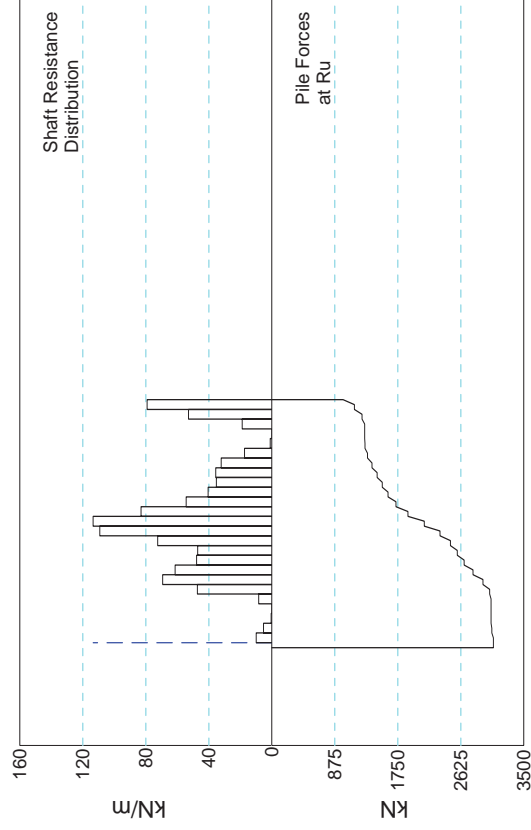 Shaft Resistance
Distribution
160
120
80
40
0
kN/m
Pile Forces
at Ru
875
1750
2625
3500
kN